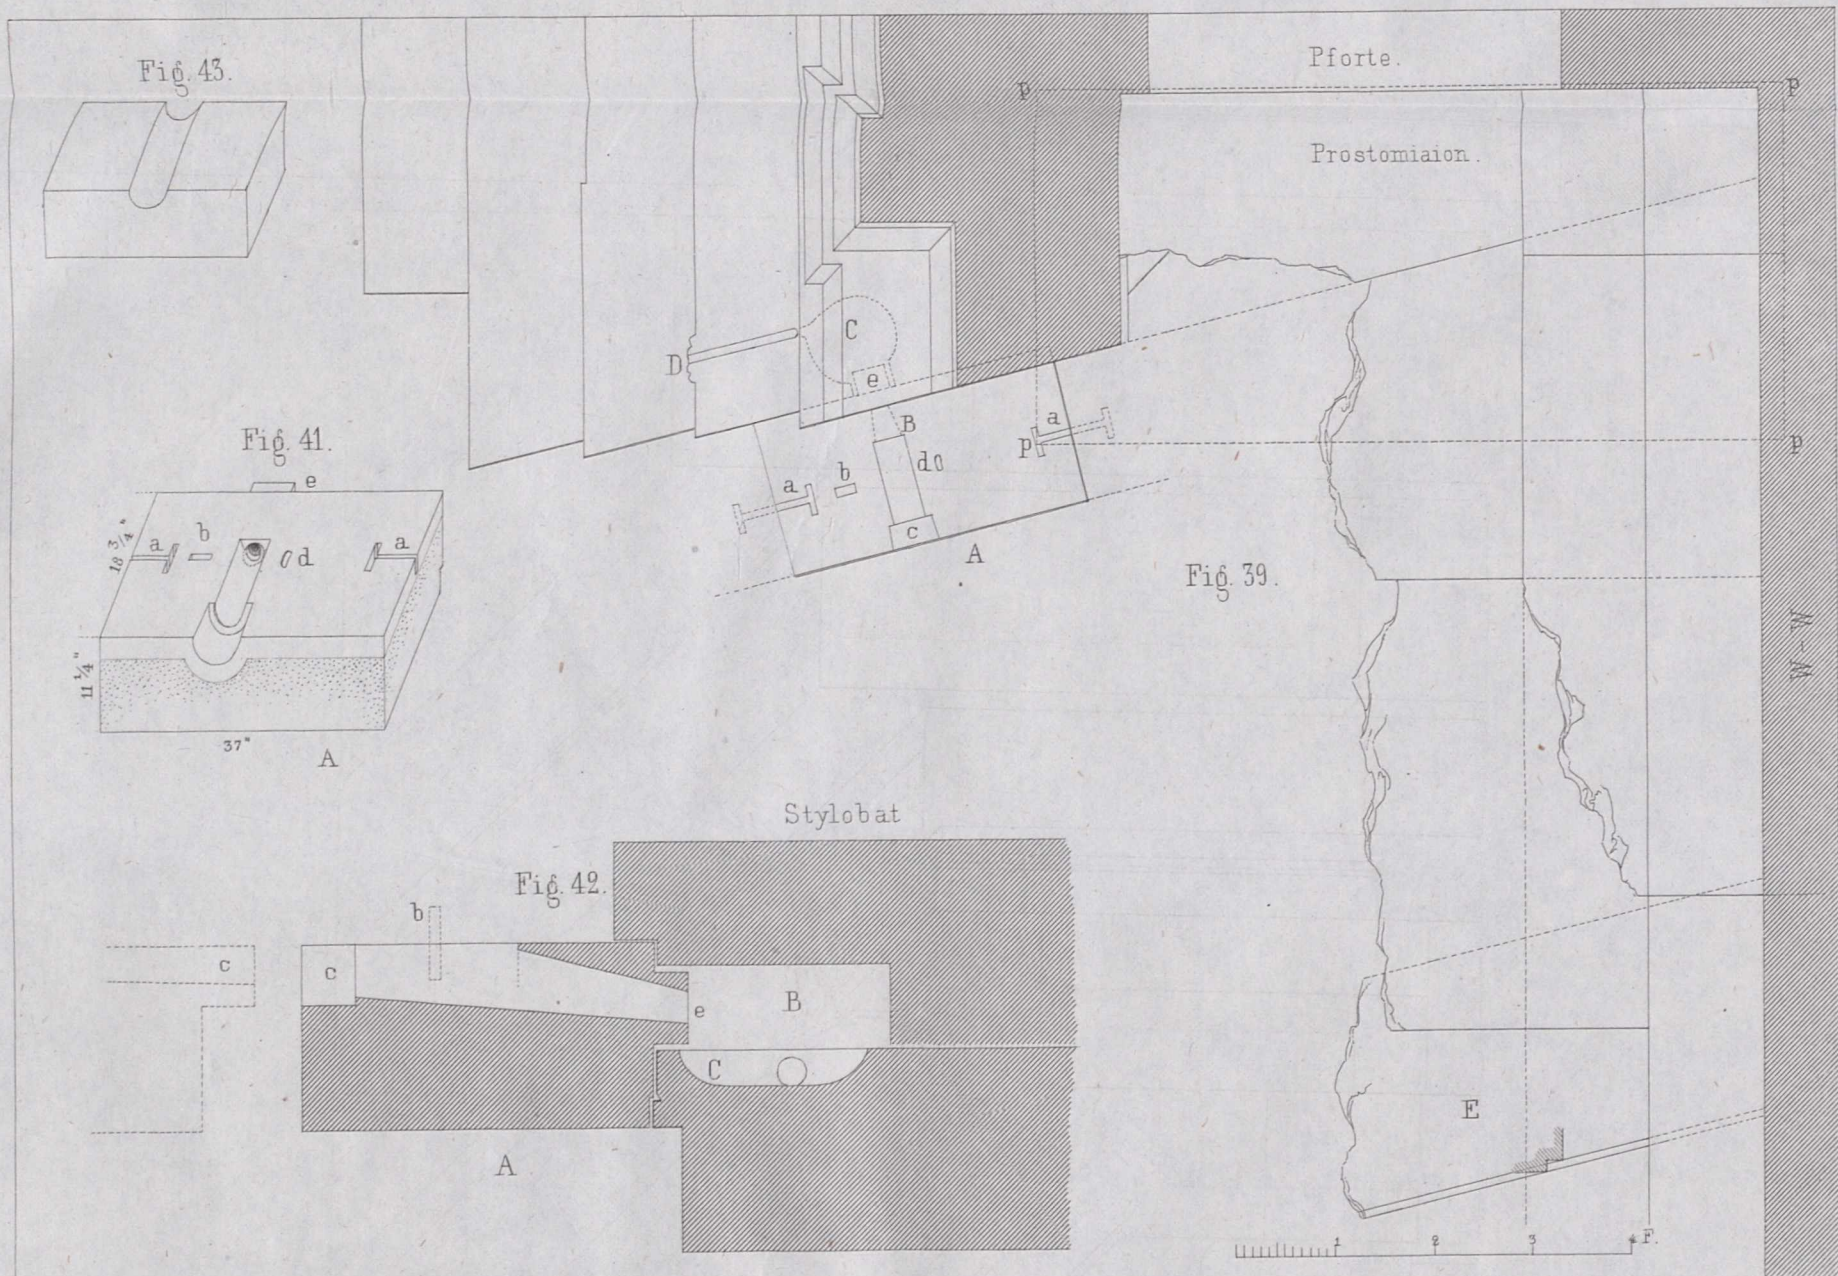 Fig. 43.
Pforte.
p
p
Prostomiaion.
C
D
e
B
a
p
p
d
b
a
c
A
Fig. 39.
W-W
Fig. 41.
e
18 3/4"
a
b
d
a
11 1/4"
37"
A
Stylobat
Fig. 42.
b
c
c
e
B
C
A
E
1 2 3 4 F.